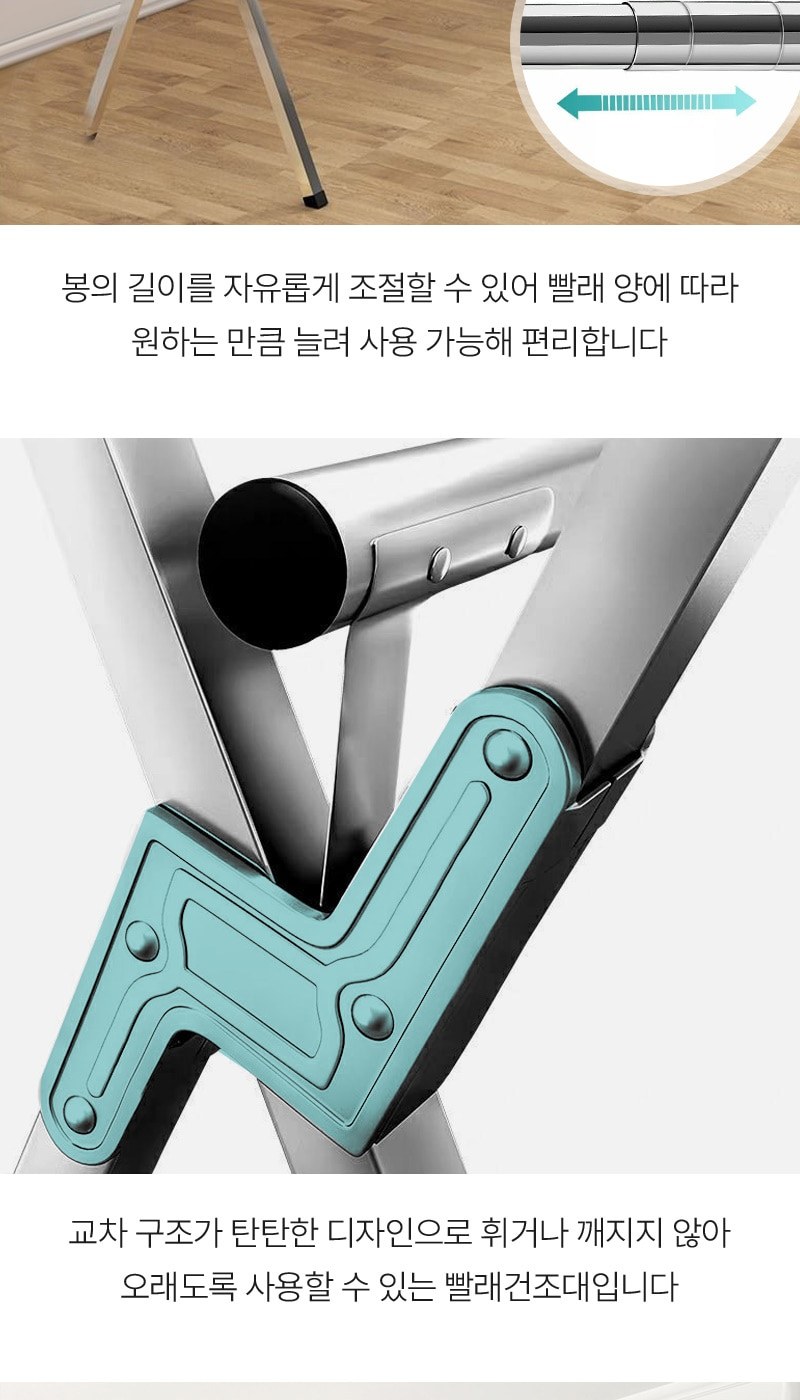 봉의 길이를 자유롭게 조절할 수 있어 빨래 양에 따라
원하는 만큼 늘려 사용 가능해 편리합니다
교차 구조가 탄탄한 디자인으로 휘거나 깨지지 않아
오래도록 사용할 수 있는 빨래건조대입니다